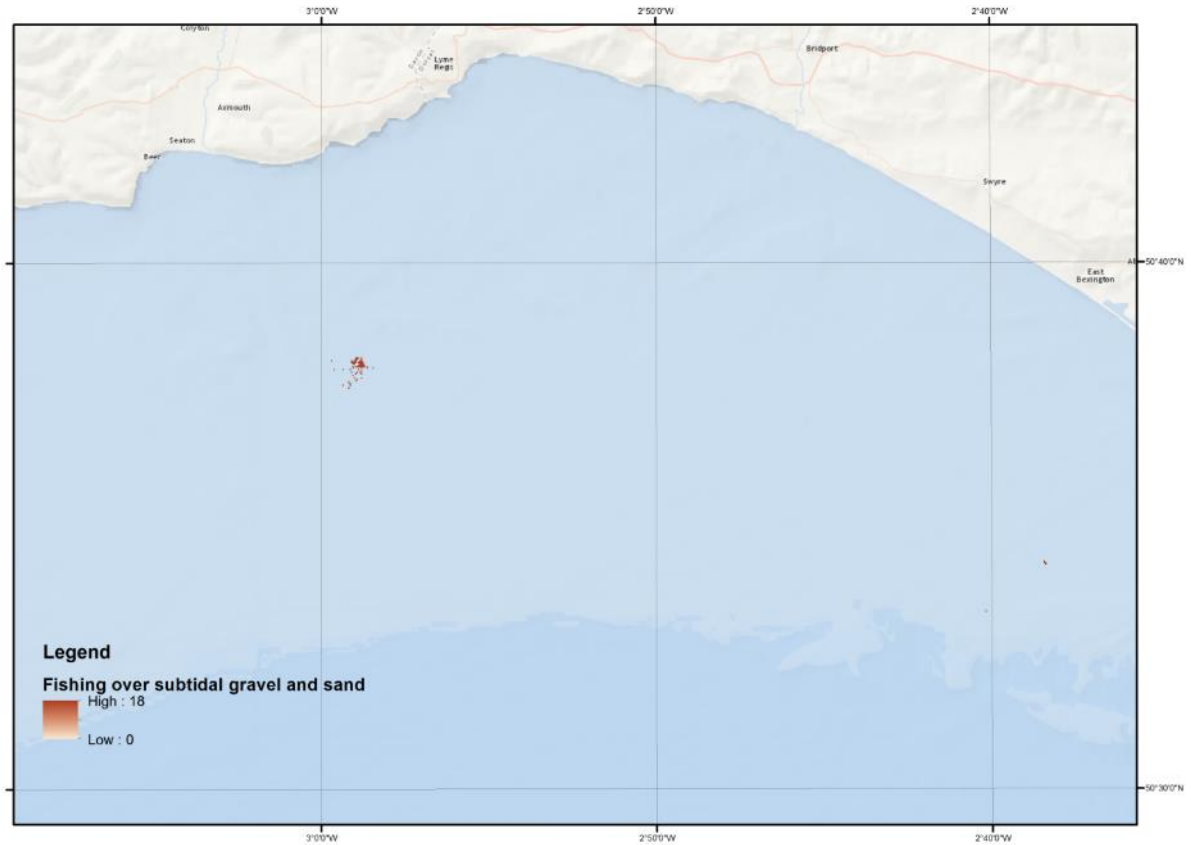 3°0'0"W
2°50'0"W
2°40'0"W
Colyton
Lyme
Regis
Bridport
Axmouth
Seaton
Beer
Swyre
East
Bexington
50°40'0"N
Legend
Fishing over subtidal gravel and sand
High : 18
Low : 0
50°30'0"N
3°0'0"W
2°50'0"W
2°40'0"W